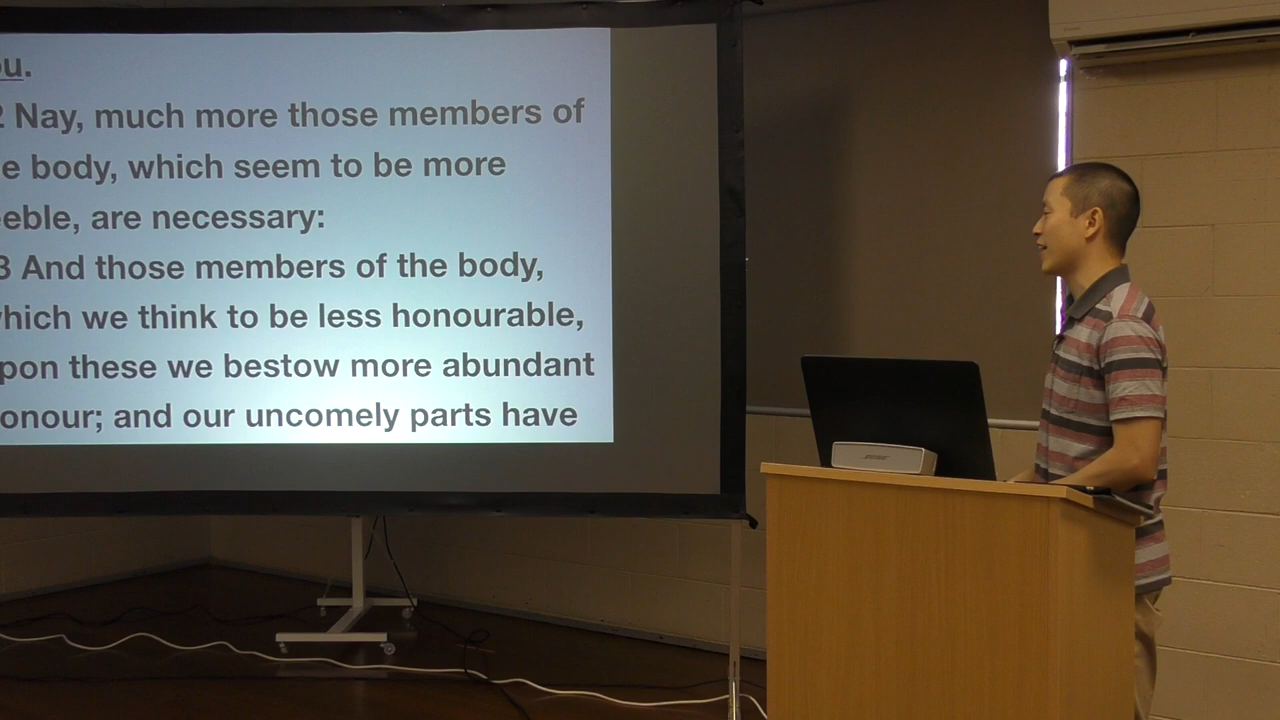 ou.
2 Nay, much more those members of
e body, which seem to be more
eeble, are necessary:
3 And those members of the body,
hich we think to be less honourable,
pon these we bestow more abundant
onour; and our uncomely parts have
BOSE